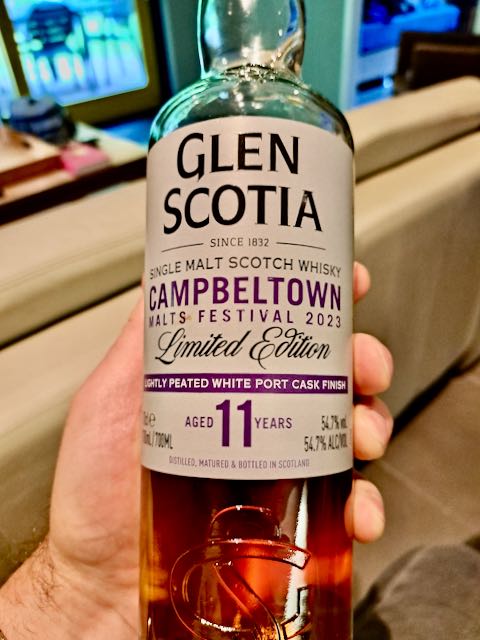 GLEN
SCOTIA
SINCE 1832
SINGLE MALT SCOTCH WHISKY
CAMPBELTOWN
MALTS FESTIVAL 2023
Limited Edition
LIGHTLY PEATED WHITE PORT CASK FINISH
AGED 11 YEARS
/700ML
54.7% vol
54.7% ALC/VOL
DISTILLED, MATURED & BOTTLED IN SCOTLAND